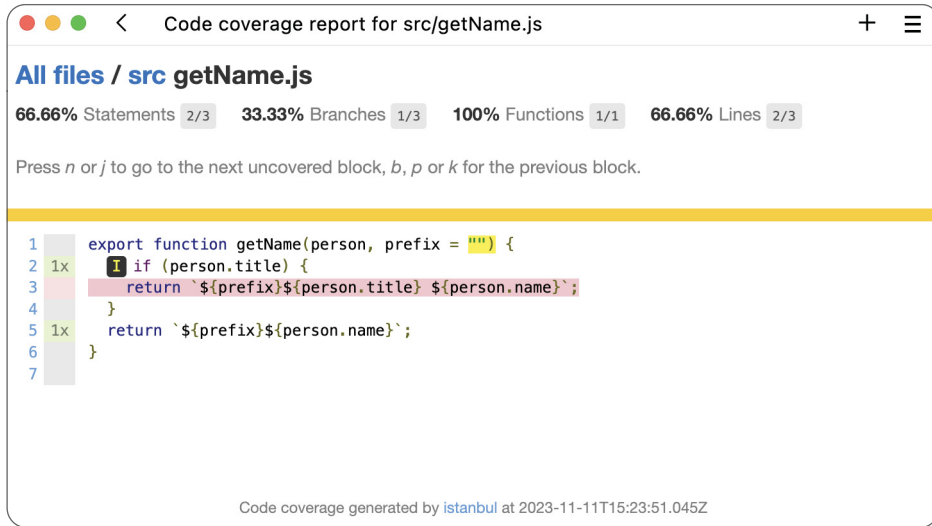 Code coverage report for src/getName.js
All files / src getName.js
66.66% Statements 2/3 33.33% Branches 1/3 100% Functions 1/1 66.66% Lines 2/3
Press n or j to go to the next uncovered block, b, p or k for the previous block.
1 export function getName(person, prefix = "") {
2 1x I if (person.title) {
3 return `${prefix}${person.title} ${person.name}`;
4 }
5 1x return `${prefix}${person.name}`;
6 }
7
Code coverage generated by istanbul at 2023-11-11T15:23:51.045Z